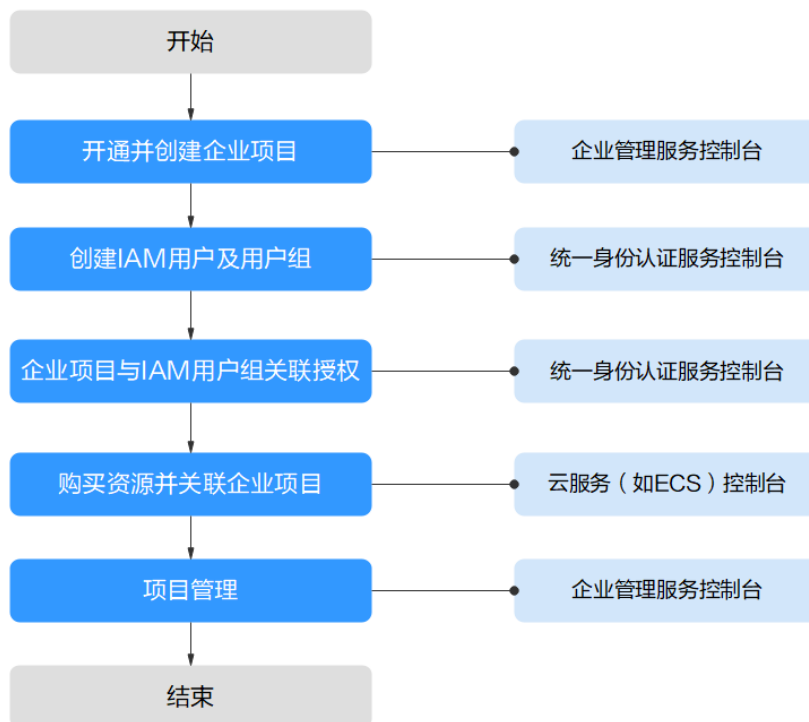 开始
开通并创建企业项目
企业管理服务控制台
创建IAM用户及用户组
统一身份认证服务控制台
企业项目与IAM用户组关联授权
统一身份认证服务控制台
购买资源并关联企业项目
云服务（如ECS）控制台
项目管理
企业管理服务控制台
结束